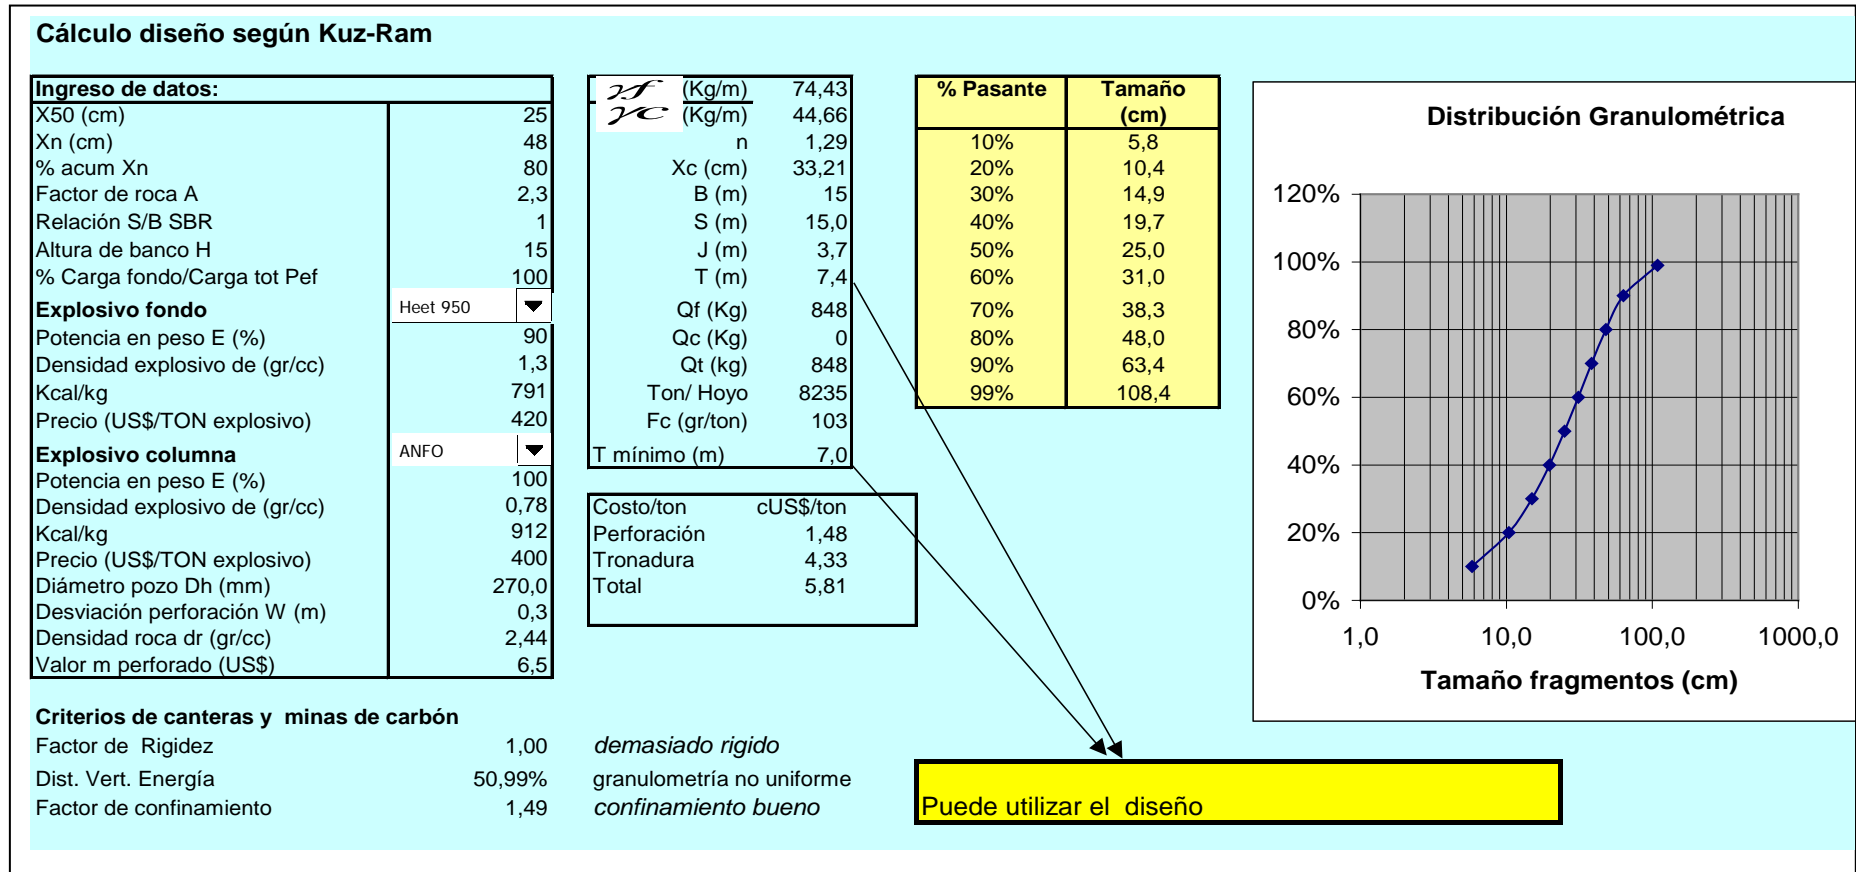 Cálculo diseño según Kuz-Ram
Ingreso de datos:
X50 (cm) 25
Xn (cm) 48
% acum Xn 80
Factor de roca A 2,3
Relación S/B SBR 1
Altura de banco H 15
% Carga fondo/Carga tot Pef 100
Explosivo fondo Heet 950
Potencia en peso E (%) 90
Densidad explosivo de (gr/cc) 1,3
Kcal/kg 791
Precio (US$/TON explosivo) 420
Explosivo columna ANFO
Potencia en peso E (%) 100
Densidad explosivo de (gr/cc) 0,78
Kcal/kg 912
Precio (US$/TON explosivo) 400
Diámetro pozo Dh (mm) 270,0
Desviación perforación W (m) 0,3
Densidad roca dr (gr/cc) 2,44
Valor m perforado (US$) 6,5
γf (Kg/m) 74,43
γc (Kg/m) 44,66
n 1,29
Xc (cm) 33,21
B (m) 15
S (m) 15,0
J (m) 3,7
T (m) 7,4
Qf (Kg) 848
Qc (Kg) 0
Qt (kg) 848
Ton/ Hoyo 8235
Fc (gr/ton) 103
T mínimo (m) 7,0
Costo/ton cUS$/ton
Perforación 1,48
Tronadura 4,33
Total 5,81
% Pasante Tamaño
(cm)
10% 5,8
20% 10,4
30% 14,9
40% 19,7
50% 25,0
60% 31,0
70% 38,3
80% 48,0
90% 63,4
99% 108,4
Distribución Granulométrica
120%
100%
80%
60%
40%
20%
0%
1,0 10,0 100,0 1000,0
Tamaño fragmentos (cm)
Criterios de canteras y minas de carbón
Factor de Rigidez 1,00 demasiado rigido
Dist. Vert. Energía 50,99% granulometría no uniforme
Factor de confinamiento 1,49 confinamiento bueno
Puede utilizar el diseño